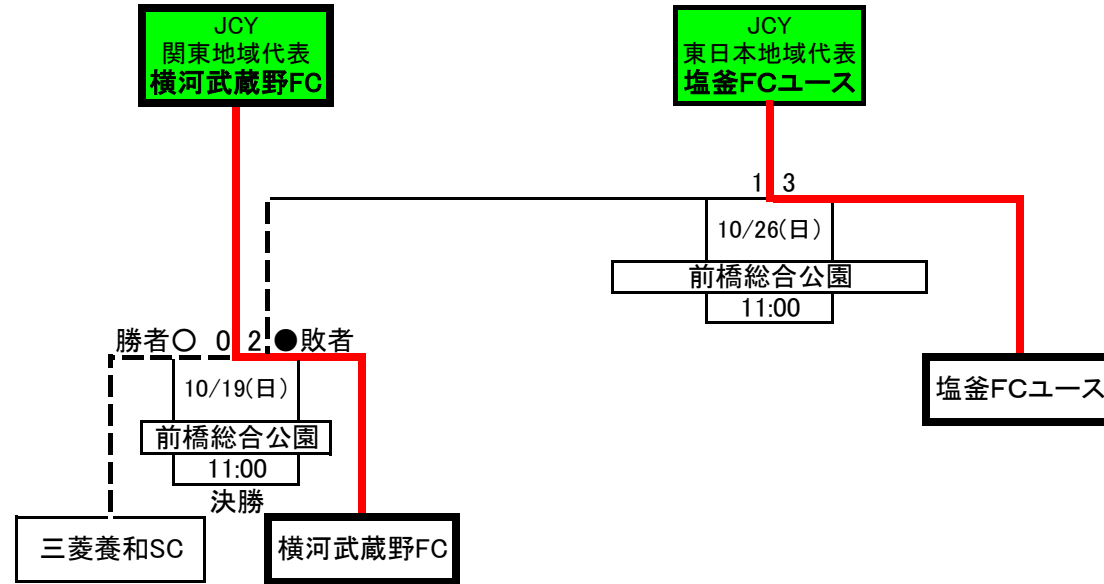 JCY
関東地域代表
横河武蔵野FC
JCY
東日本地域代表
塩釜FCユース
1 3
10/26(日)
前橋総合公園
11:00
勝者○ 0 2 ●敗者
10/19(日)
前橋総合公園
11:00
決勝
塩釜FCユース
三菱養和SC
横河武蔵野FC